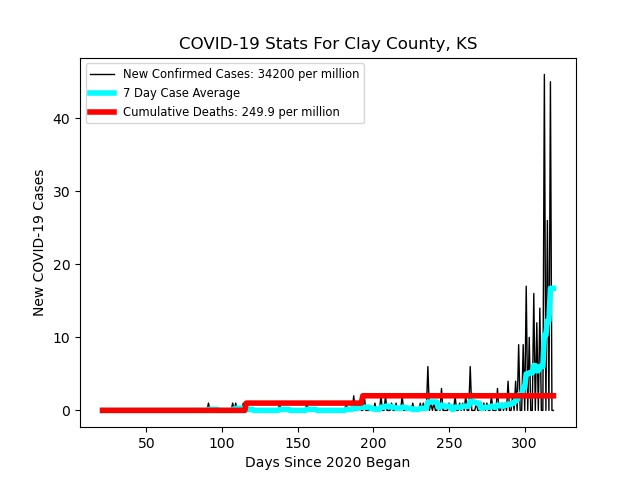 COVID-19 Stats For Clay County, KS
New Confirmed Cases: 34200 per million
7 Day Case Average
Cumulative Deaths: 249.9 per million
New COVID-19 Cases
40
30
20
10
0
50 100 150 200 250 300
Days Since 2020 Began